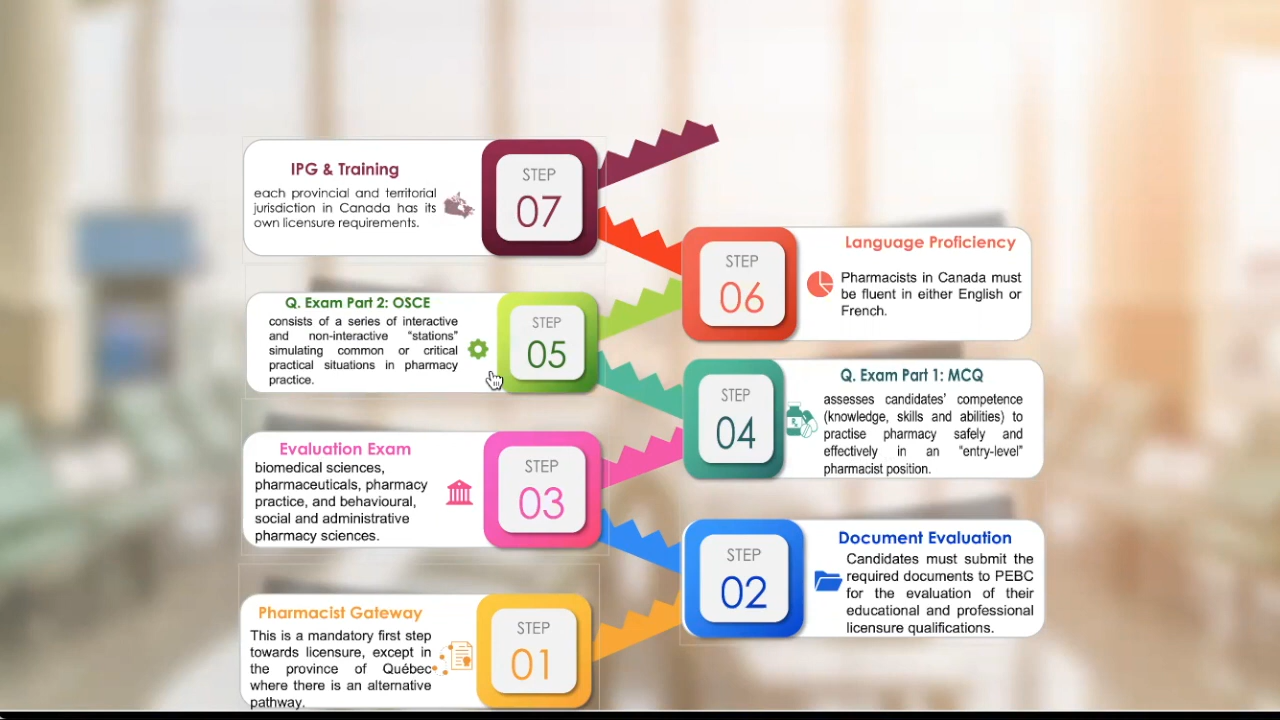 IPG & Training
each provincial and territorial
jurisdiction in Canada has its
own licensure requirements.
STEP
07
STEP
06
Language Proficiency
Pharmacists in Canada must
be fluent in either English or
French.
Q. Exam Part 2: OSCE
consists of a series of interactive
and non-interactive “stations”
simulating common or critical
practical situations in pharmacy
practice.
STEP
05
STEP
04
Q. Exam Part 1: MCQ
assesses candidates’ competence
(knowledge, skills and abilities) to
practise pharmacy safely and
effectively in an “entry-level”
pharmacist position.
Evaluation Exam
biomedical sciences,
pharmaceuticals, pharmacy
practice, and behavioural,
social and administrative
pharmacy sciences.
STEP
03
STEP
02
Document Evaluation
Candidates must submit the
required documents to PEBC
for the evaluation of their
educational and professional
licensure qualifications.
Pharmacist Gateway
This is a mandatory first step
towards licensure, except in
the province of Québec
where there is an alternative
pathway.
STEP
01